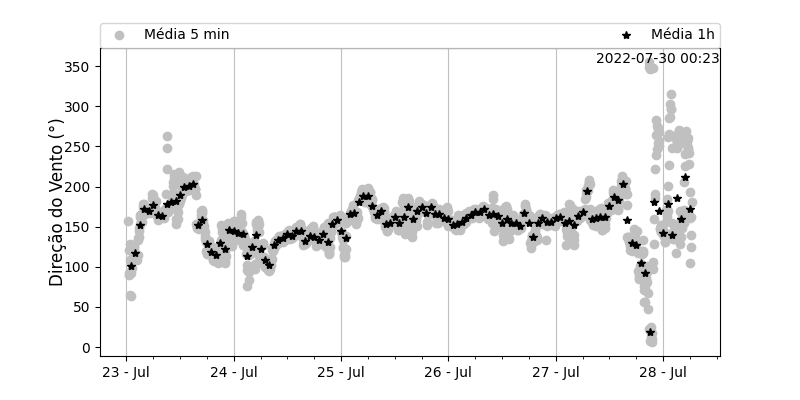 Média 5 min
Média 1h
2022-07-30 00:23
Direção do Vento (°)
350
300
250
200
150
100
50
0
23 - Jul
24 - Jul
25 - Jul
26 - Jul
27 - Jul
28 - Jul